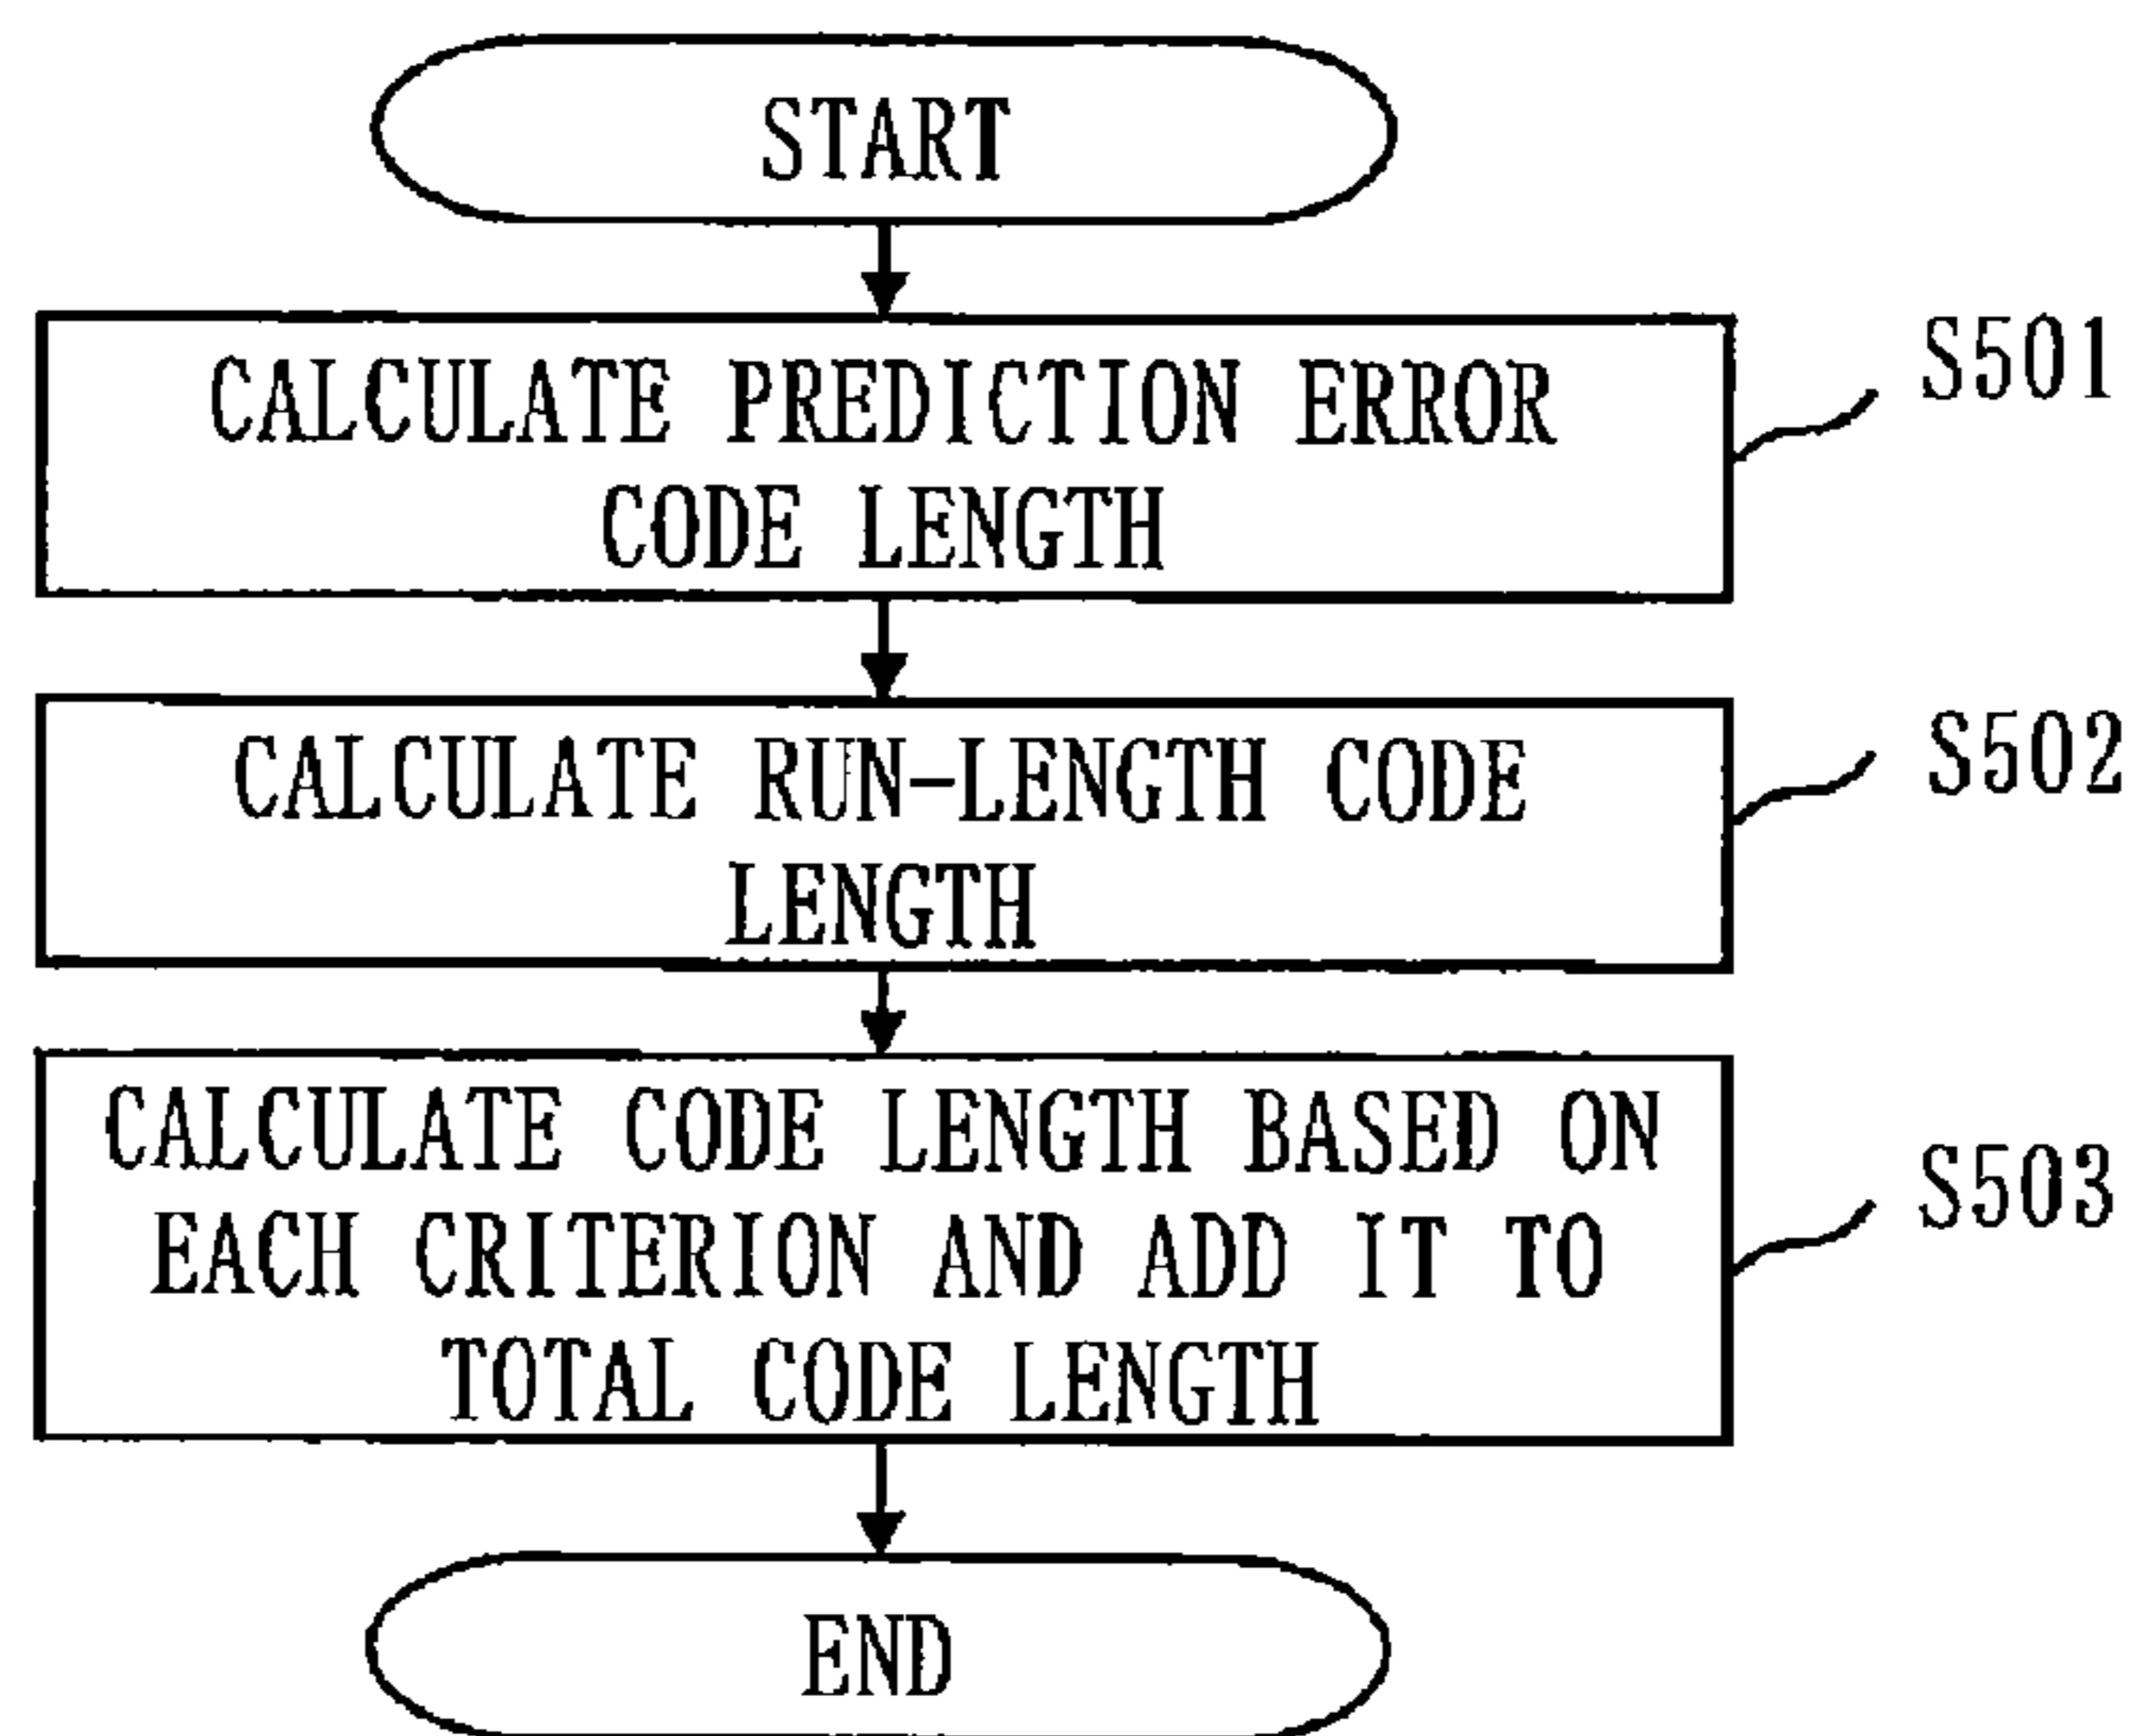 START
CALCULATE PREDICTION ERROR
CODE LENGTH
S501
CALCULATE RUN-LENGTH CODE
LENGTH
S502
CALCULATE CODE LENGTH BASED ON
EACH CRITERION AND ADD IT TO
TOTAL CODE LENGTH
S503
END